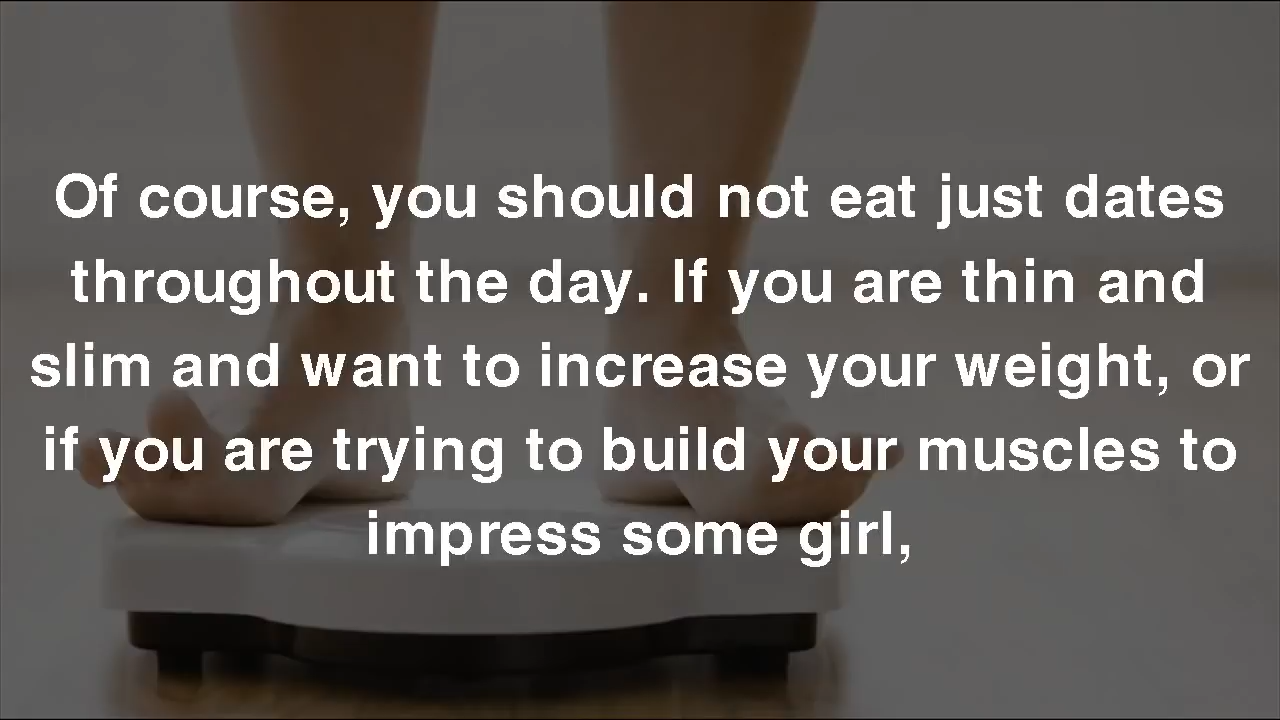 Of course, you should not eat just dates
throughout the day. If you are thin and
slim and want to increase your weight, or
if you are trying to build your muscles to
impress some girl,